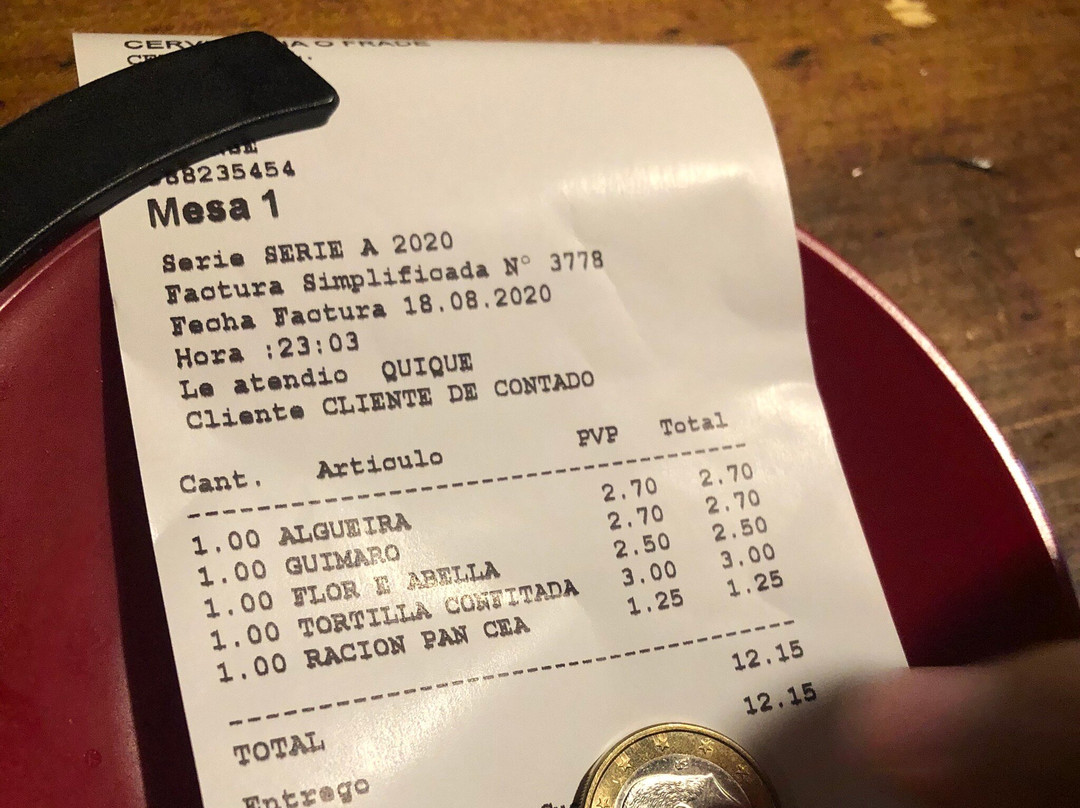 O FRADE
88235454
Mesa 1
Serie SERIE A 2020
Factura Simplificada Nº 3778
Fecha Factura 18.08.2020
Hora :23:03
Le atendio QUIQUE
Cliente CLIENTE DE CONTADO
Cant. Articulo PVP Total
1.00 ALGUEIRA 2.70 2.70
1.00 GUIMARO 2.70 2.70
1.00 FLOR E ABELLA 2.50 2.50
1.00 TORTILLA CONFITADA 3.00 3.00
1.00 RACION PAN CEA 1.25 1.25
TOTAL 12.15
Entrego 12.15